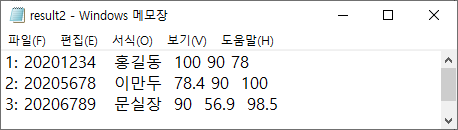 result2 - Windows 메모장
파일(F) 편집(E) 서식(O) 보기(V) 도움말(H)
1: 20201234 홍길동 100 90 78
2: 20205678 이만두 78.4 90 100
3: 20206789 문실장 90 56.9 98.5